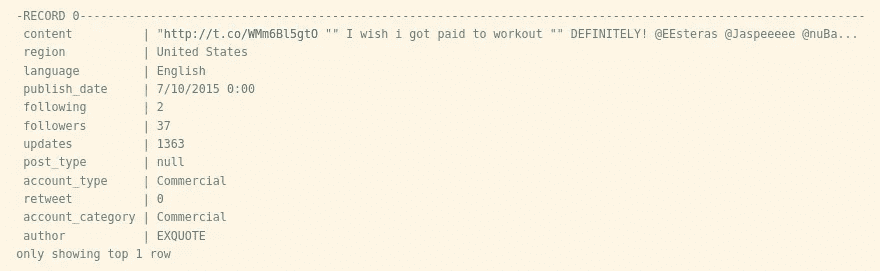 -RECORD 0----------------------------------------------------------------------------------------------------------------
 content          | "http://t.co/WMm6Bl5gtO "" I wish i got paid to workout "" DEFINITELY! @EEsteras @Jaspeeeee @nuBa...
 region           | United States
 language         | English
 publish_date     | 7/10/2015 0:00
 following        | 2
 followers        | 37
 updates          | 1363
 post_type        | null
 account_type     | Commercial
 retweet          | 0
 account_category | Commercial
 author           | EXQUOTE
only showing top 1 row